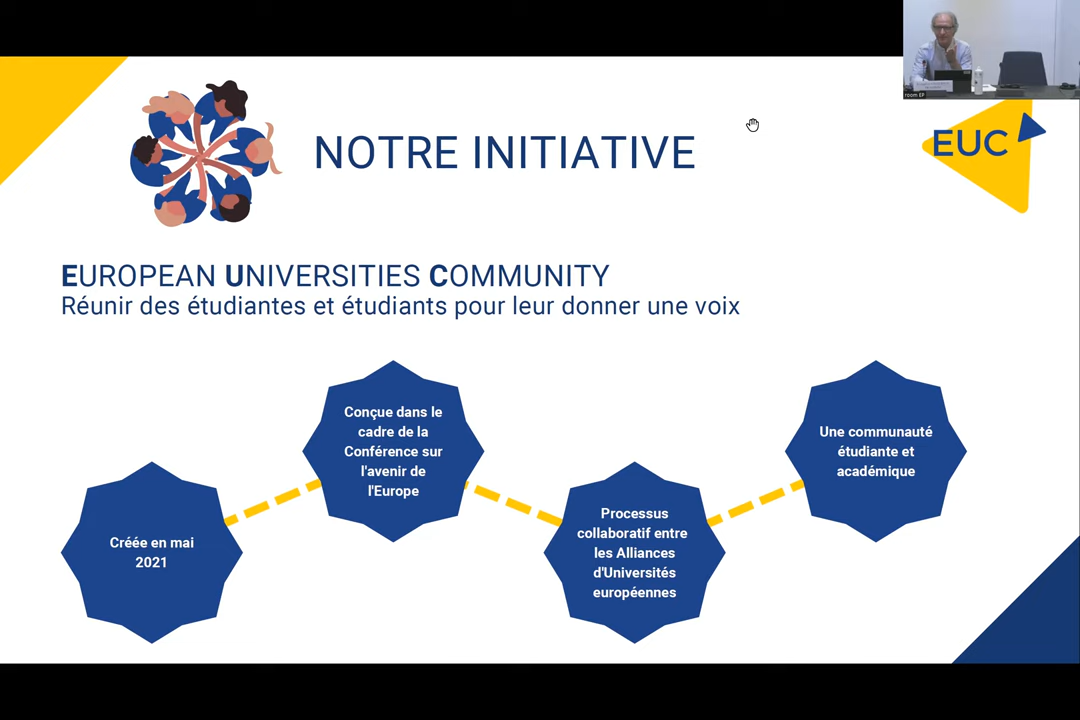 room EP
NOTRE INITIATIVE
EUC
EUROPEAN UNIVERSITIES COMMUNITY
Réunir des étudiantes et étudiants pour leur donner une voix
Créée en mai
2021
Conçue dans le
cadre de la
Conférence sur
l'avenir de
l'Europe
Processus
collaboratif entre
les Alliances
d'Universités
européennes
Une communauté
étudiante et
académique